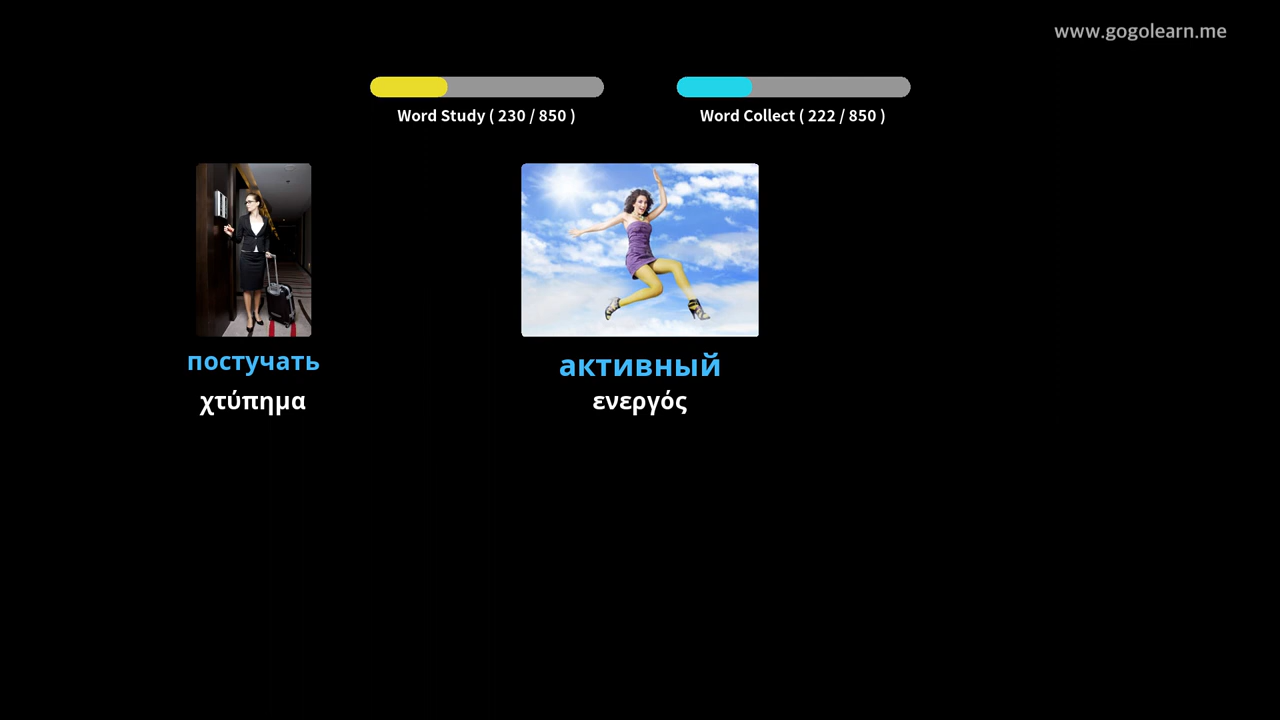 www.gogolearn.me
Word Study ( 230 / 850 )
Word Collect ( 222 / 850 )
постучать
χτύπημα
активный
ενεργός